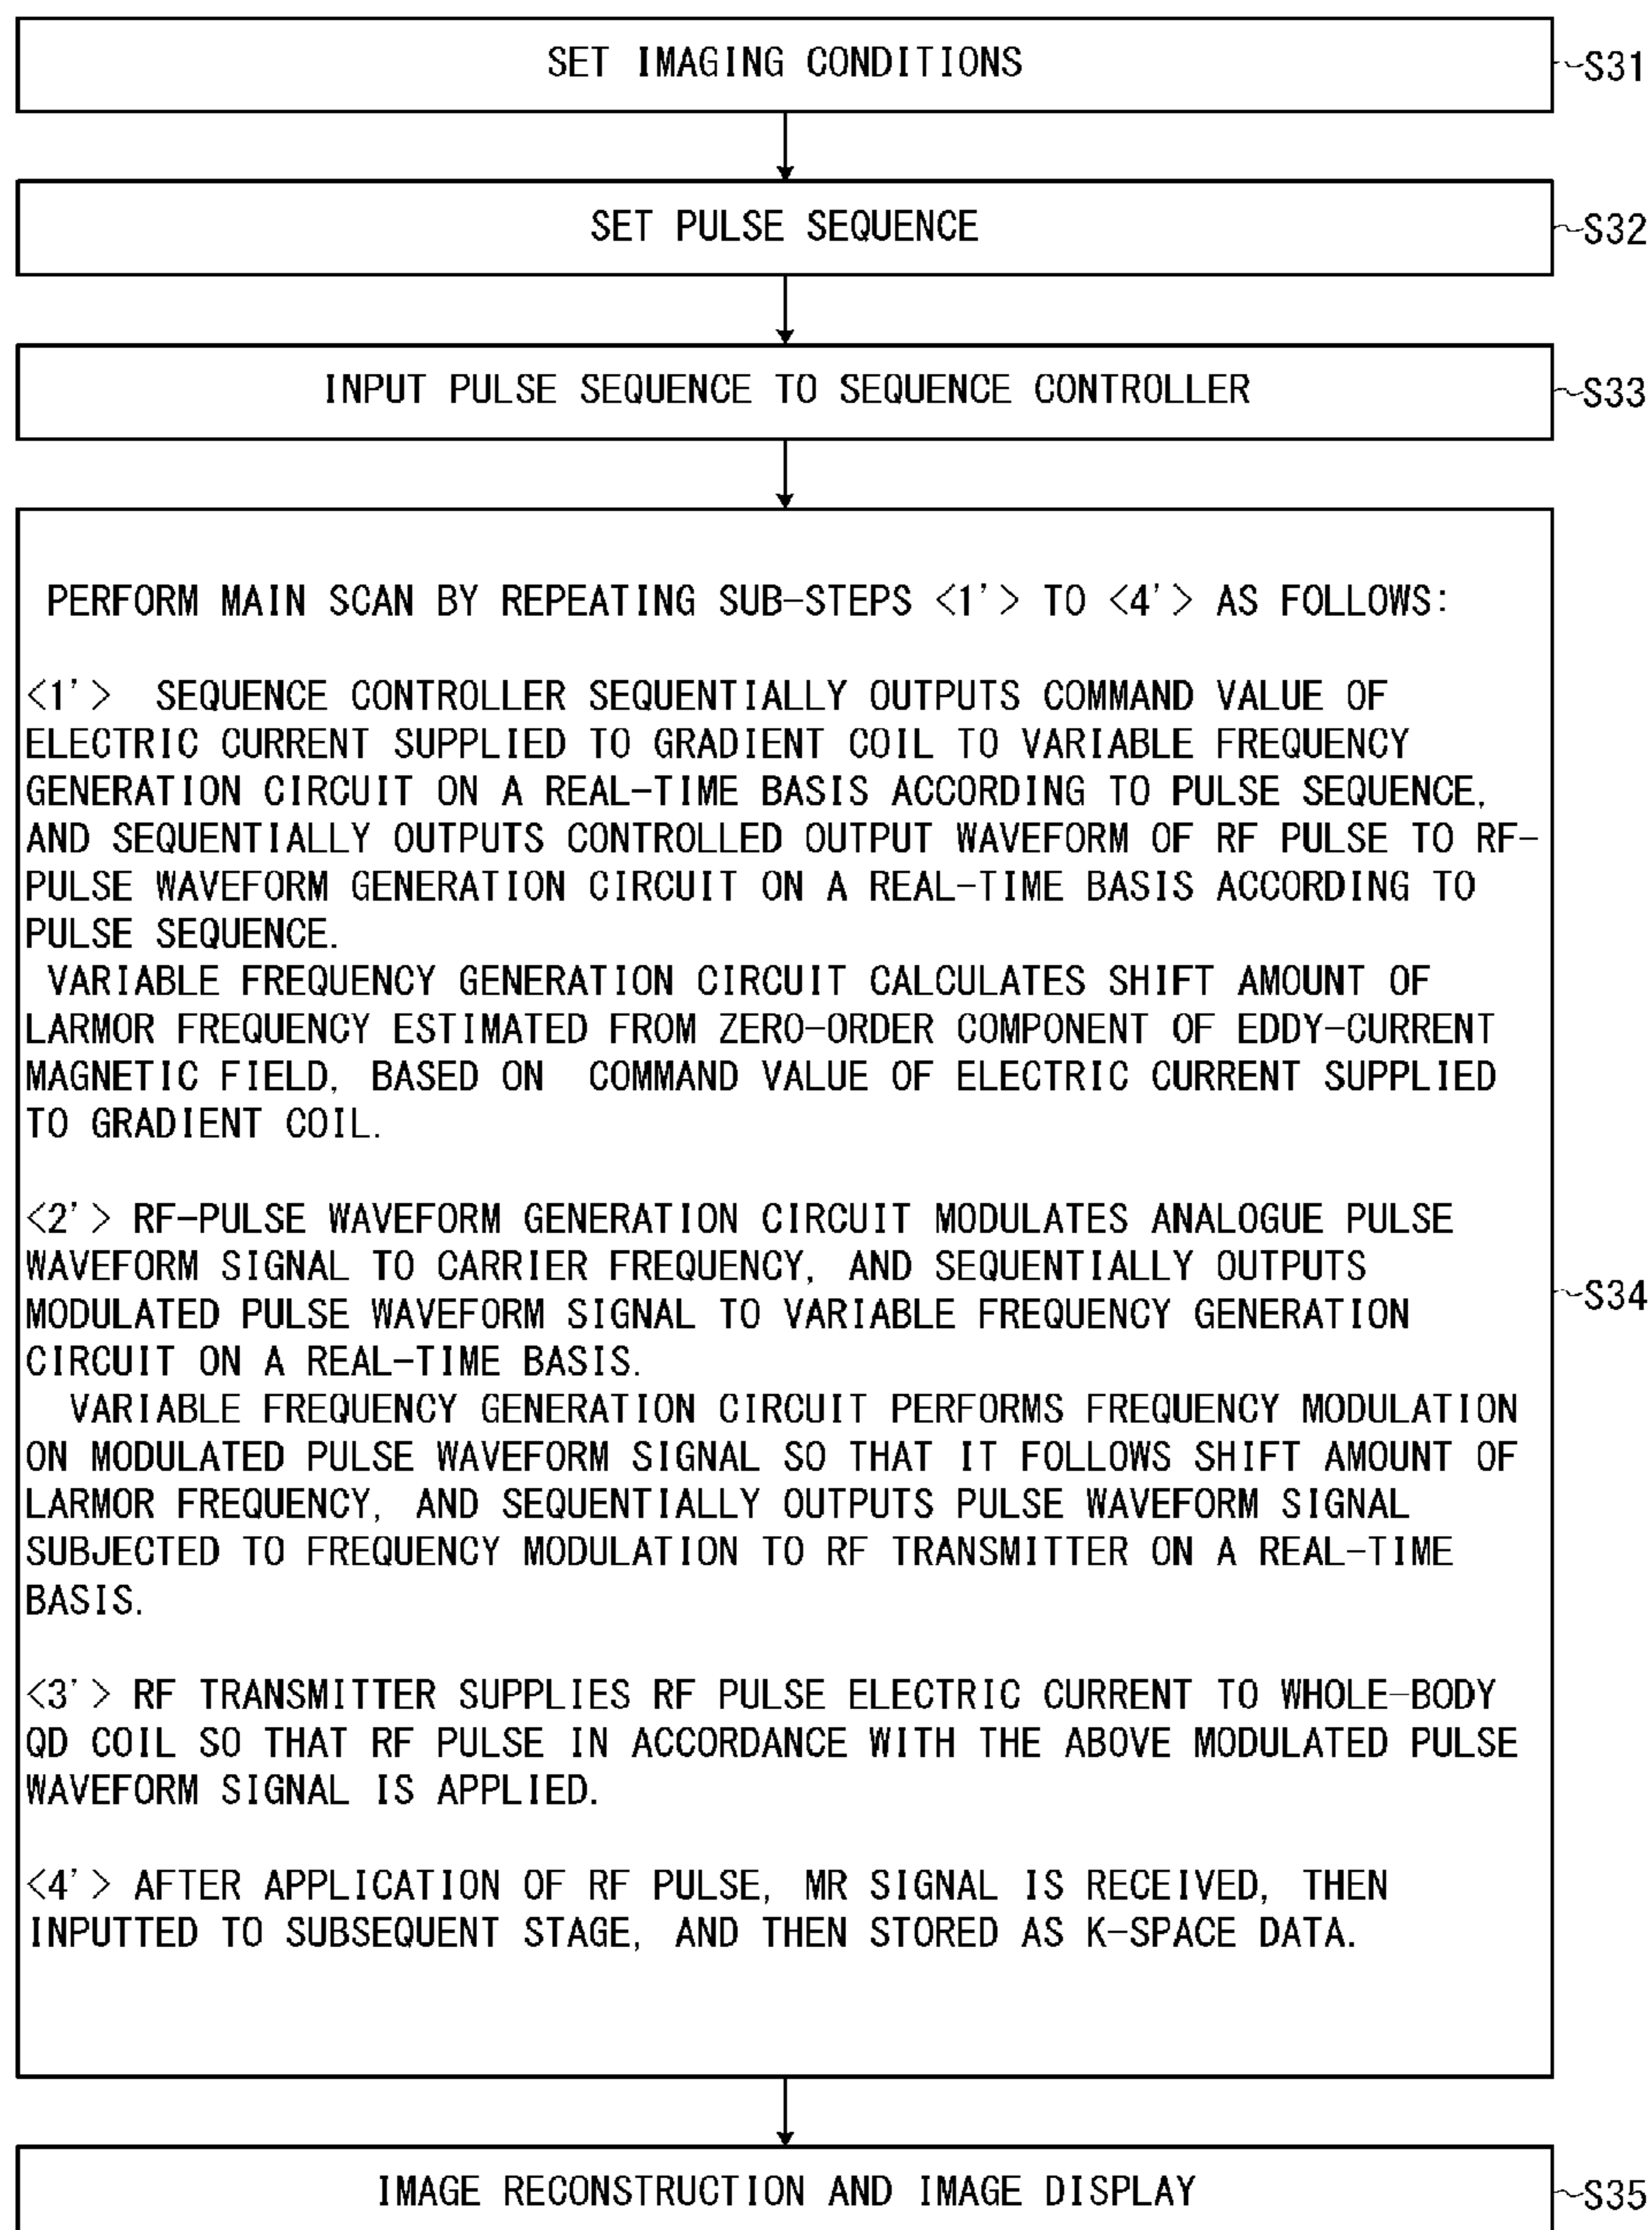 SET IMAGING CONDITIONS
S31
SET PULSE SEQUENCE
S32
INPUT PULSE SEQUENCE TO SEQUENCE CONTROLLER
S33
PERFORM MAIN SCAN BY REPEATING SUB-STEPS <1'> TO <4'> AS FOLLOWS:
<1'> SEQUENCE CONTROLLER SEQUENTIALLY OUTPUTS COMMAND VALUE OF
ELECTRIC CURRENT SUPPLIED TO GRADIENT COIL TO VARIABLE FREQUENCY
GENERATION CIRCUIT ON A REAL-TIME BASIS ACCORDING TO PULSE SEQUENCE,
AND SEQUENTIALLY OUTPUTS CONTROLLED OUTPUT WAVEFORM OF RF PULSE TO RF-
PULSE WAVEFORM GENERATION CIRCUIT ON A REAL-TIME BASIS ACCORDING TO
PULSE SEQUENCE.
VARIABLE FREQUENCY GENERATION CIRCUIT CALCULATES SHIFT AMOUNT OF
LARMOR FREQUENCY ESTIMATED FROM ZERO-ORDER COMPONENT OF EDDY-CURRENT
MAGNETIC FIELD, BASED ON COMMAND VALUE OF ELECTRIC CURRENT SUPPLIED
TO GRADIENT COIL.
<2'> RF-PULSE WAVEFORM GENERATION CIRCUIT MODULATES ANALOGUE PULSE
WAVEFORM SIGNAL TO CARRIER FREQUENCY, AND SEQUENTIALLY OUTPUTS
MODULATED PULSE WAVEFORM SIGNAL TO VARIABLE FREQUENCY GENERATION
CIRCUIT ON A REAL-TIME BASIS.
VARIABLE FREQUENCY GENERATION CIRCUIT PERFORMS FREQUENCY MODULATION
ON MODULATED PULSE WAVEFORM SIGNAL SO THAT IT FOLLOWS SHIFT AMOUNT OF
LARMOR FREQUENCY, AND SEQUENTIALLY OUTPUTS PULSE WAVEFORM SIGNAL
SUBJECTED TO FREQUENCY MODULATION TO RF TRANSMITTER ON A REAL-TIME
BASIS.
<3'> RF TRANSMITTER SUPPLIES RF PULSE ELECTRIC CURRENT TO WHOLE-BODY
QD COIL SO THAT RF PULSE IN ACCORDANCE WITH THE ABOVE MODULATED PULSE
WAVEFORM SIGNAL IS APPLIED.
<4'> AFTER APPLICATION OF RF PULSE, MR SIGNAL IS RECEIVED, THEN
INPUTTED TO SUBSEQUENT STAGE, AND THEN STORED AS K-SPACE DATA.
S34
IMAGE RECONSTRUCTION AND IMAGE DISPLAY
S35